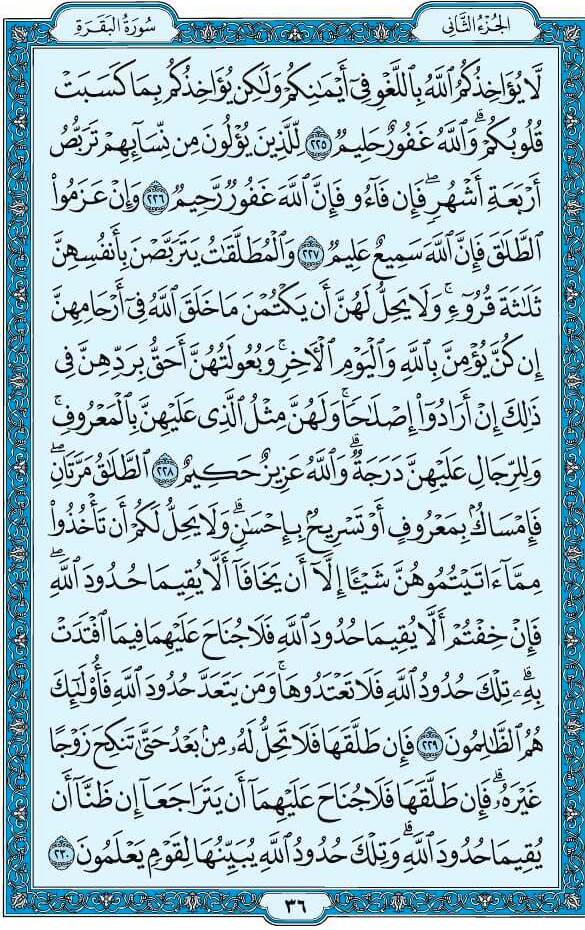 الجُزْءُ الثَّانِي
سُورَةُ البَقَرَةِ
لَّا يُؤَاخِذُكُمُ ٱللَّهُ بِٱللَّغْوِ فِىٓ أَيْمَٰنِكُمْ وَلَٰكِن يُؤَاخِذُكُم بِمَا كَسَبَتْ
قُلُوبُكُمْ ۗ وَٱللَّهُ غَفُورٌ حَلِيمٌ ٢٢٥ لِّلَّذِينَ يُؤْلُونَ مِن نِّسَآئِهِمْ تَرَبُّصُ
أَرْبَعَةِ أَشْهُرٍ ۖ فَإِن فَآءُو فَإِنَّ ٱللَّهَ غَفُورٌ رَّحِيمٌ ٢٢٦ وَإِنْ عَزَمُوا۟
ٱلطَّلَٰقَ فَإِنَّ ٱللَّهَ سَمِيعٌ عَلِيمٌ ٢٢٧ وَٱلْمُطَلَّقَٰتُ يَتَرَبَّصْنَ بِأَنفُسِهِنَّ
ثَلَٰثَةَ قُرُوٓءٍ ۚ وَلَا يَحِلُّ لَهُنَّ أَن يَكْتُمْنَ مَا خَلَقَ ٱللَّهُ فِىٓ أَرْحَامِهِنَّ
إِن كُنَّ يُؤْمِنَّ بِٱللَّهِ وَٱلْيَوْمِ ٱلْءَاخِرِ ۚ وَبُعُولَتُهُنَّ أَحَقُّ بِرَدِّهِنَّ فِى
ذَٰلِكَ إِنْ أَرَادُوٓا۟ إِصْلَٰحًا ۚ وَلَهُنَّ مِثْلُ ٱلَّذِى عَلَيْهِنَّ بِٱلْمَعْرُوفِ ۚ
وَلِلرِّجَالِ عَلَيْهِنَّ دَرَجَةٌ ۗ وَٱللَّهُ عَزِيزٌ حَكِيمٌ ٢٢٨ ٱلطَّلَٰقُ مَرَّتَانِ ۖ
فَإِمْسَاكٌۢ بِمَعْرُوفٍ أَوْ تَسْرِيحٌۢ بِإِحْسَٰنٍ ۗ وَلَا يَحِلُّ لَكُمْ أَن تَأْخُذُوا۟
مِمَّآ ءَاتَيْتُمُوهُنَّ شَيْـًٔا إِلَّآ أَن يَخَافَآ أَلَّا يُقِيمَا حُدُودَ ٱللَّهِ ۖ
فَإِنْ خِفْتُمْ أَلَّا يُقِيمَا حُدُودَ ٱللَّهِ فَلَا جُنَاحَ عَلَيْهِمَا فِيمَا ٱفْتَدَتْ
بِهِۦ ۗ تِلْكَ حُدُودُ ٱللَّهِ فَلَا تَعْتَدُوهَا ۚ وَمَن يَتَعَدَّ حُدُودَ ٱللَّهِ فَأُو۟لَٰٓئِكَ
هُمُ ٱلظَّٰلِمُونَ ٢٢٩ فَإِن طَلَّقَهَا فَلَا تَحِلُّ لَهُۥ مِنۢ بَعْدُ حَتَّىٰ تَنكِحَ زَوْجًا
غَيْرَهُۥ ۗ فَإِن طَلَّقَهَا فَلَا جُنَاحَ عَلَيْهِمَآ أَن يَتَرَاجَعَآ إِن ظَنَّآ أَن
يُقِيمَا حُدُودَ ٱللَّهِ ۗ وَتِلْكَ حُدُودُ ٱللَّهِ يُبَيِّنُهَا لِقَوْمٍ يَعْلَمُونَ ٢٣٠
٣٦